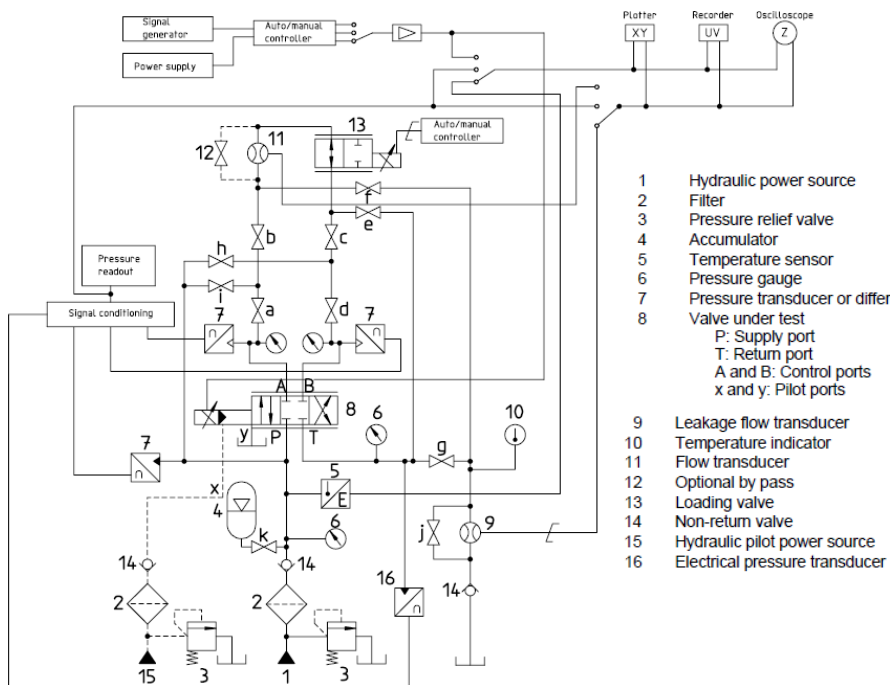 Signal
generator
Auto/manual
controller
Power supply
Plotter
Recorder
Oscilloscope
XY
UV
Z
13
Auto/manual
controller
12
11
f
e
b
c
h
i
a
d
Pressure
readout
Signal conditioning
7
7
A
B
8
y
P
T
6
10
7
g
x
4
5
E
k
6
j
9
14
14
14
16
2
2
15
3
1
3
1 Hydraulic power source
2 Filter
3 Pressure relief valve
4 Accumulator
5 Temperature sensor
6 Pressure gauge
7 Pressure transducer or differ
8 Valve under test
P: Supply port
T: Return port
A and B: Control ports
x and y: Pilot ports
9 Leakage flow transducer
10 Temperature indicator
11 Flow transducer
12 Optional by pass
13 Loading valve
14 Non-return valve
15 Hydraulic pilot power source
16 Electrical pressure transducer